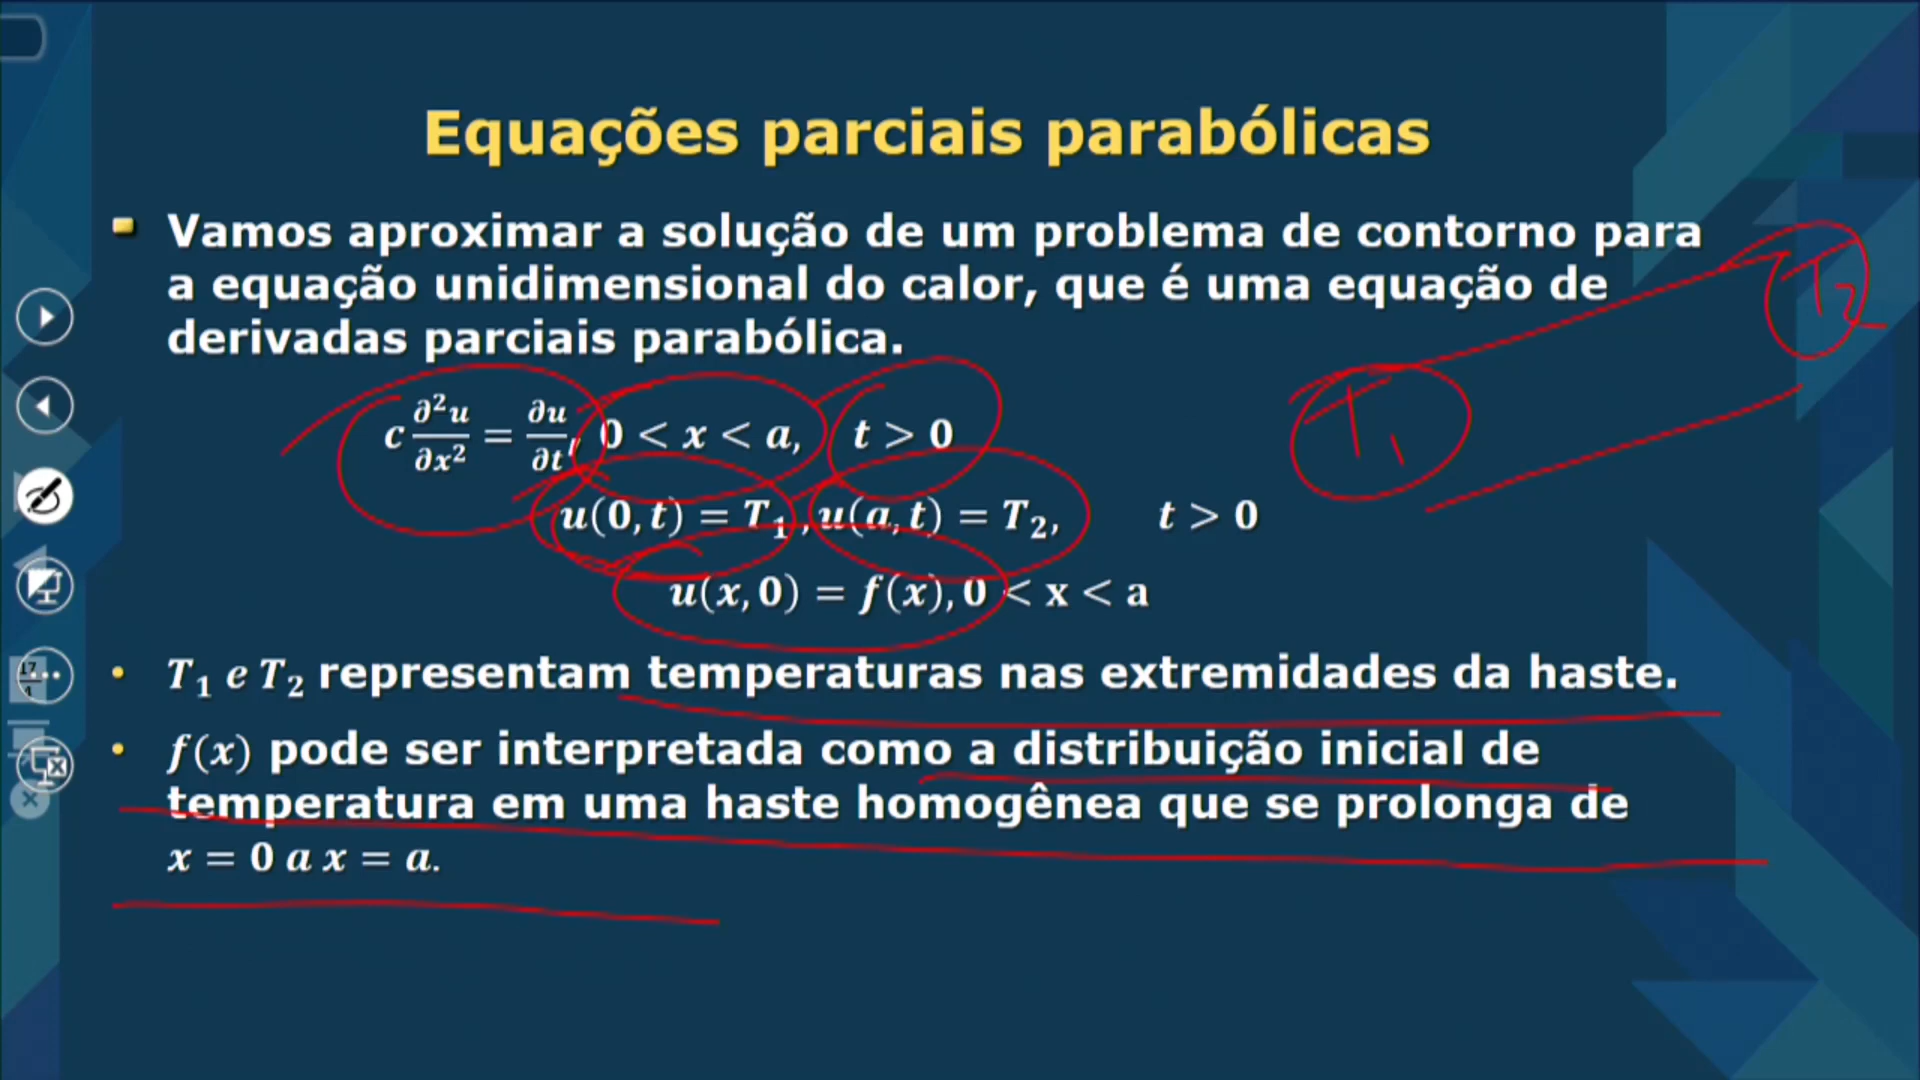 Equações parciais parabólicas
Vamos aproximar a solução de um problema de contorno para
a equação unidimensional do calor, que é uma equação de
derivadas parciais parabólica.
c ∂²u/∂x² = ∂u/∂t, 0 < x < a, t > 0
u(0, t) = T₁, u(a, t) = T₂, t > 0
u(x, 0) = f(x), 0 < x < a
T₁ e T₂ representam temperaturas nas extremidades da haste.
f(x) pode ser interpretada como a distribuição inicial de
temperatura em uma haste homogênea que se prolonga de
x = 0 a x = a.
T₁
T₂